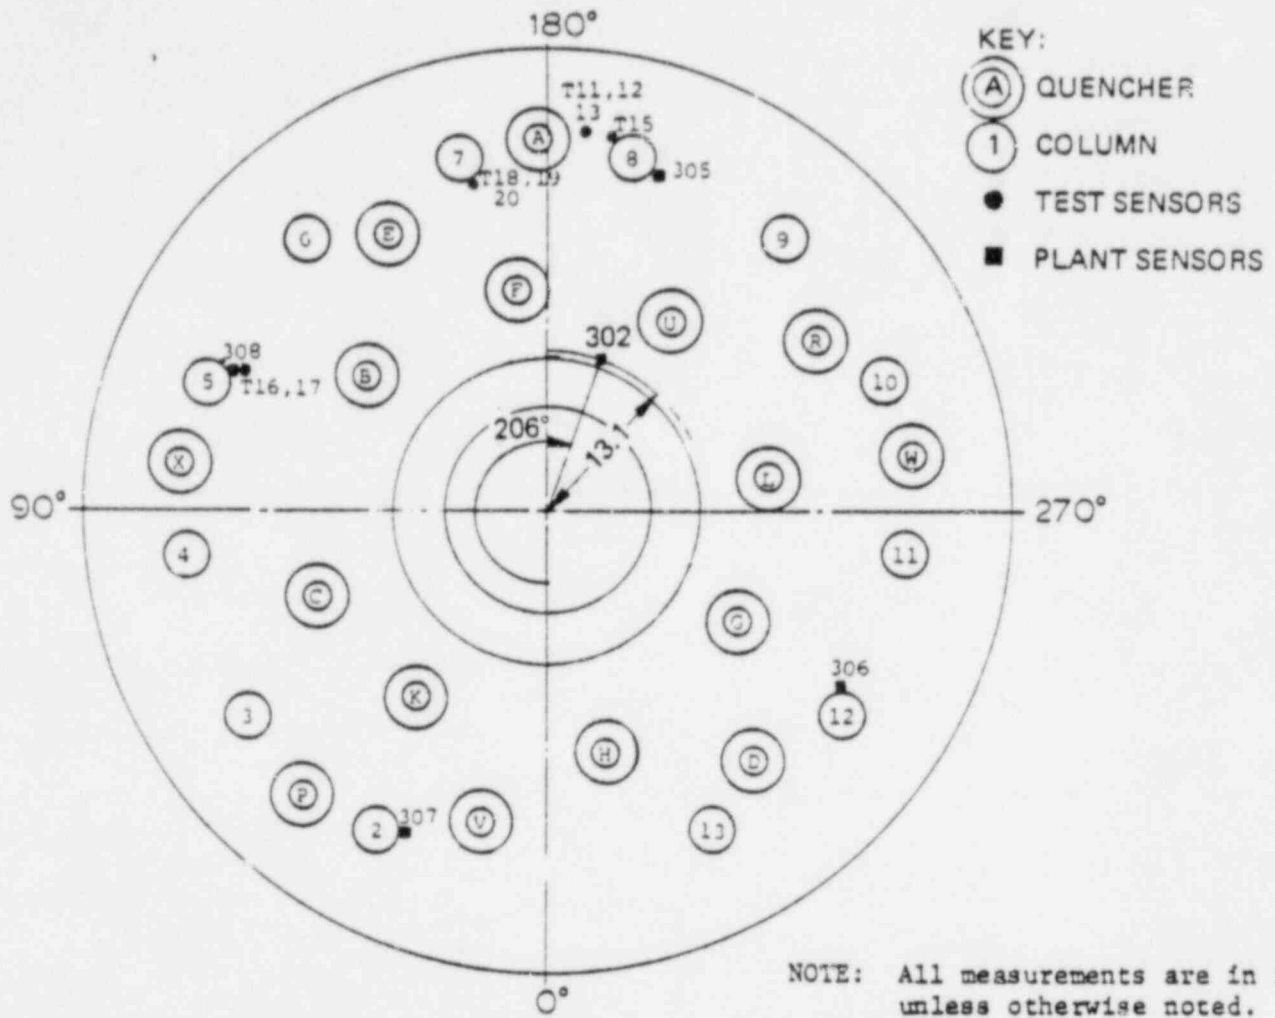 180°
KEY:
A QUENCHER
1 COLUMN
TEST SENSORS
PLANT SENSORS
T11,12
13
T15
A
7
8
305
T18,19
20
6
E
9
F
U
R
302
308
5
T16,17
B
10
206°
13.1
X
L
W
90°
270°
4
11
C
G
306
K
3
12
H
D
P
2
307
V
13
0°
NOTE: All measurements are in
unless otherwise noted.